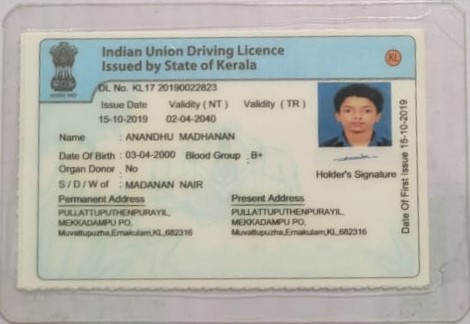 Indian Union Driving Licence
Issued by State of Kerala
KL
DL No. KL17 20190022823
Issue Date Validity ( NT ) Validity ( TR )
15-10-2019 02-04-2040
Name : ANANDHU MADHANAN
Date Of Birth : 03-04-2000 Blood Group : B+
Organ Donor : No
S / D / W of : MADANAN NAIR
Holder's Signature
Date Of First Issue 15-10-2019
Permanent Address
PULLATTUPUTHENPURAYIL,
MEKKADAMPU PO,
Muvattupuzha,Ernakulam,KL,682316
Present Address
PULLATTUPUTHENPURAYIL,
MEKKADAMPU PO,
Muvattupuzha,Ernakulam,KL,682316